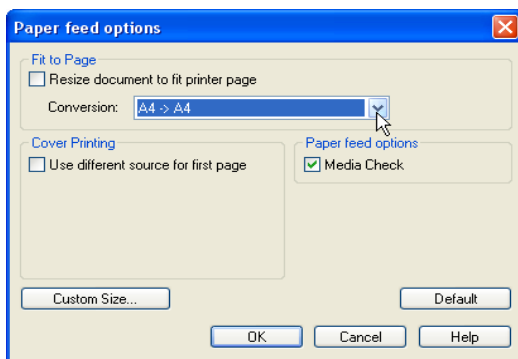 Paper feed options
Fit to Page
Resize document to fit printer page
Conversion: A4 -> A4
Cover Printing
Use different source for first page
Paper feed options
Media Check
Custom Size...
Default
OK
Cancel
Help